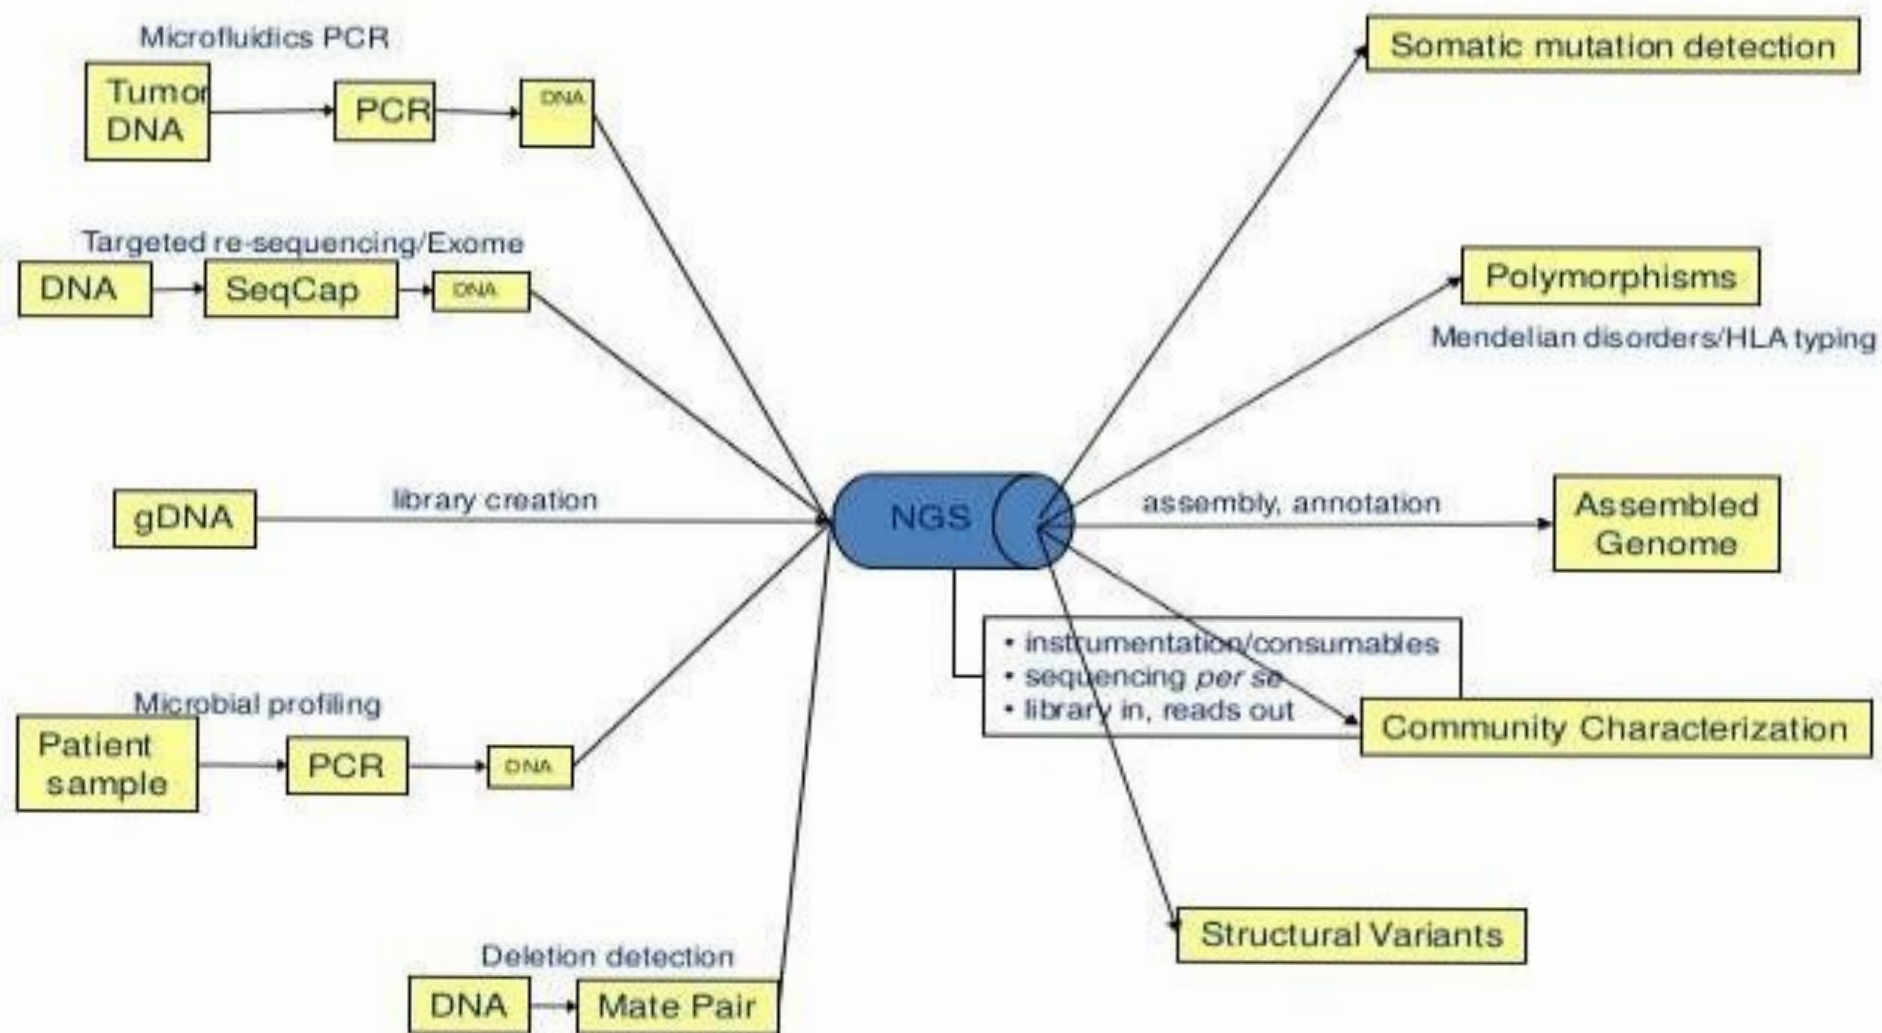 Microfluidics PCR
Tumor
DNA
PCR
DNA
Targeted re-sequencing/Exome
DNA
SeqCap
DNA
gDNA
library creation
Microbial profiling
Patient
sample
PCR
DNA
Deletion detection
DNA
Mate Pair
NGS
• instrumentation/consumables
• sequencing per se
• library in, reads out
Somatic mutation detection
Polymorphisms
Mendelian disorders/HLA typing
assembly, annotation
Assembled
Genome
Community Characterization
Structural Variants